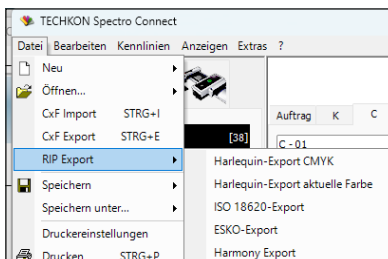 TECHKON Spectro Connect
Datei Bearbeiten Kennlinien Anzeigen Extras ?
Neu
Öffnen...
CxF Import STRG+I
CxF Export STRG+E
RIP Export
Speichern
Speichern unter...
Druckereinstellungen
Drucken STRG+P
Auftrag K C
[38]
C - 01
Harlequin-Export CMYK
Harlequin-Export aktuelle Farbe
ISO 18620-Export
ESKO-Export
Harmony Export